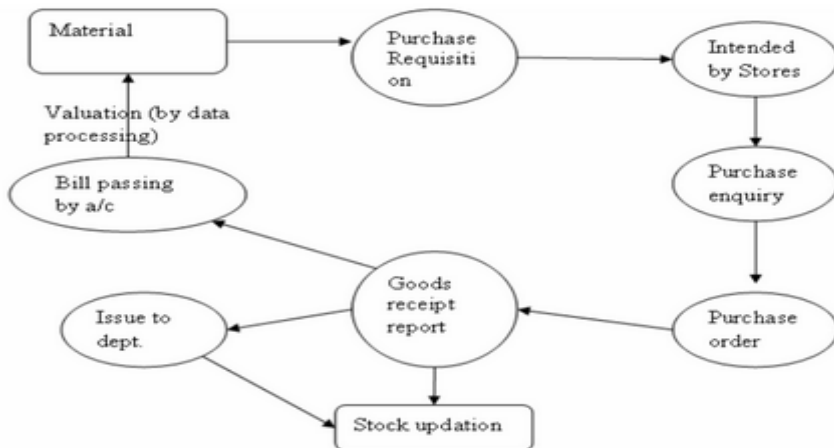 Material
Purchase
Requisiti
on
Intended
by Stores
Valuation (by data
processing)
Purchase
enquiry
Bill passing
by a/c
Goods
receipt
report
Issue to
dept.
Purchase
order
Stock updation